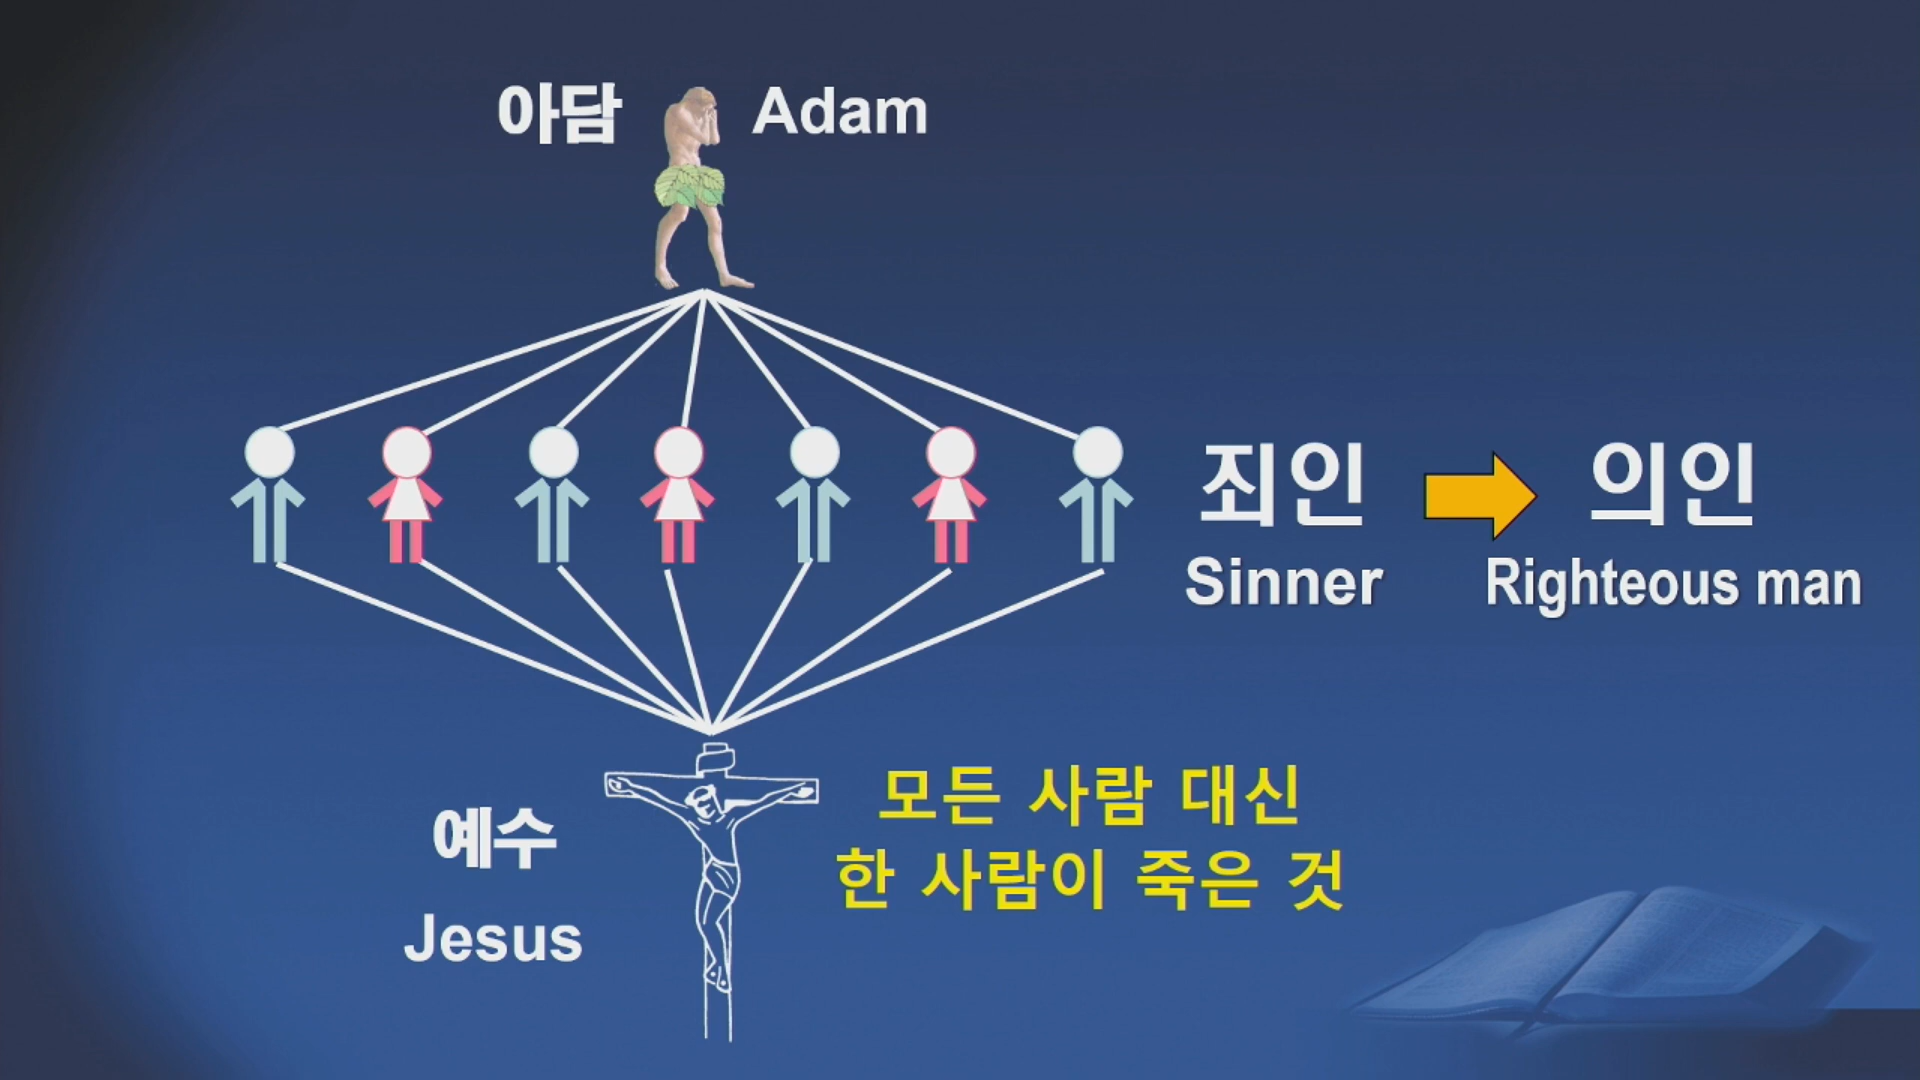 아담 Adam
죄인 의인
Sinner Righteous man
예수
Jesus
모든 사람 대신
한 사람이 죽은 것